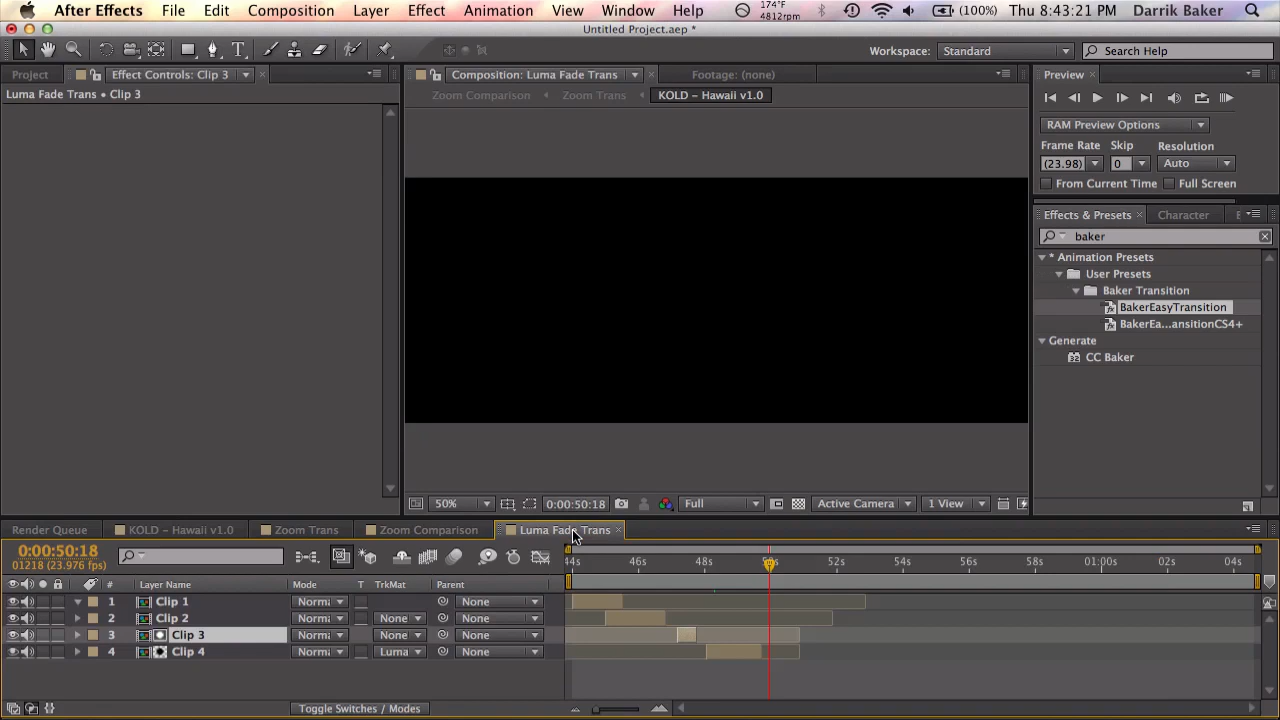 After Effects File Edit Composition Layer Effect Animation View Window Help 174°F 4812rpm (100%) Thu 8:43:21 PM Darrik Baker
Untitled Project.aep *
Workspace: Standard Search Help
Project Effect Controls: Clip 3 Composition: Luma Fade Trans Footage: (none) Preview
Luma Fade Trans • Clip 3 Zoom Comparison Zoom Trans KOLD – Hawaii v1.0
RAM Preview Options
Frame Rate Skip Resolution
(23.98) 0 Auto
From Current Time Full Screen
Effects & Presets Character
baker
* Animation Presets
User Presets
Baker Transition
BakerEasyTransition
BakerEa...ansitionCS4+
Generate
CC Baker
50% 0:00:50:18 Full Active Camera 1 View
Render Queue KOLD – Hawaii v1.0 Zoom Trans Zoom Comparison Luma Fade Trans
0:00:50:18
01218 (23.976 fps)
44s 46s 48s 52s 54s 56s 58s 1:00s 02s 04s
# Layer Name Mode T TrkMat Parent
1 Clip 1 Norma None
2 Clip 2 Norma None None
3 Clip 3 Norma None None
4 Clip 4 Norma Luma None
Toggle Switches / Modes